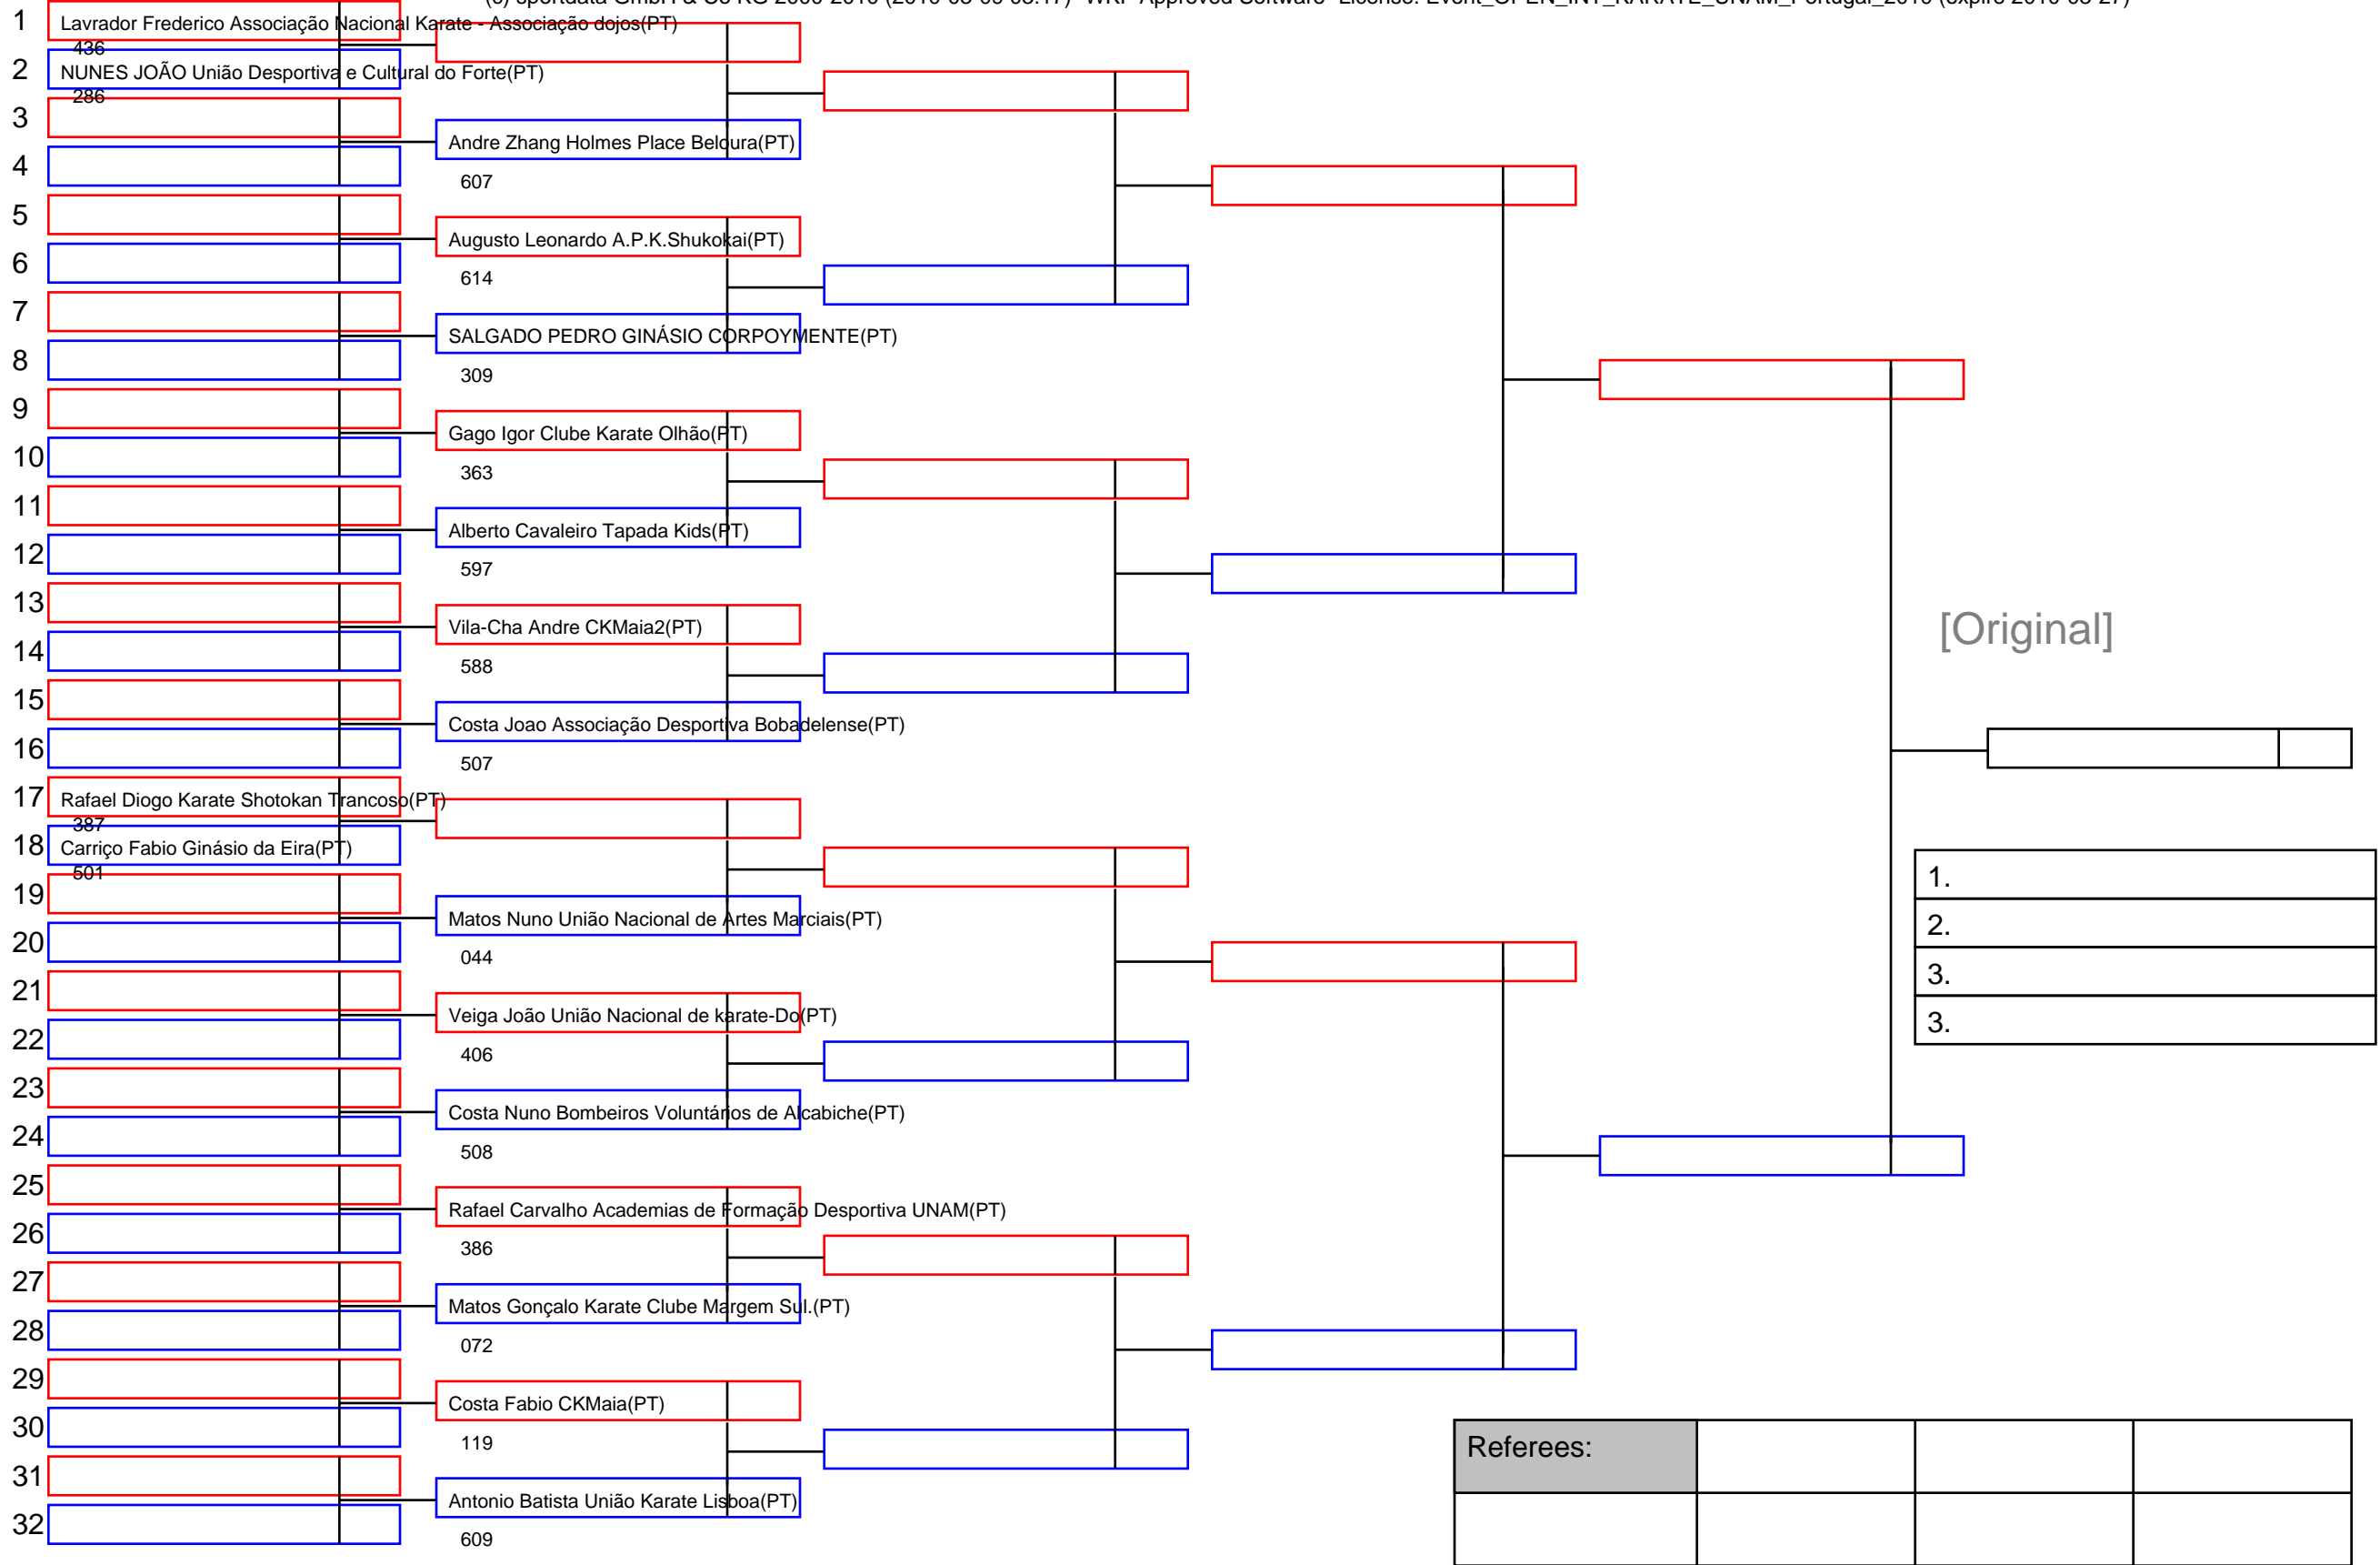 1 Lavrador Frederico Associação Nacional Karate - Associação dojos(PT)
436
2 NUNES JOÃO União Desportiva e Cultural do Forte(PT)
286
3
Andre Zhang Holmes Place Beloura(PT)
4
607
5
Augusto Leonardo A.P.K.Shukokai(PT)
6
614
7
SALGADO PEDRO GINÁSIO CORPOYMENTE(PT)
8
309
9
Gago Igor Clube Karate Olhão(PT)
10
363
11
Alberto Cavaleiro Tapada Kids(PT)
12
597
13
Vila-Cha Andre CKMaia2(PT)
[Original]
14
588
15
Costa Joao Associação Desportiva Bobadelense(PT)
16
507
17 Rafael Diogo Karate Shotokan Trancoso(PT)
387
18 Carriço Fabio Ginásio da Eira(PT)
501
1.
19
Matos Nuno União Nacional de Artes Marciais(PT)
2.
20
044
3.
21
Veiga João União Nacional de karate-Do(PT)
3.
22
406
23
Costa Nuno Bombeiros Voluntários de Alcabiche(PT)
24
508
25
Rafael Carvalho Academias de Formação Desportiva UNAM(PT)
26
386
27
Matos Gonçalo Karate Clube Margem Sul.(PT)
28
072
29
Costa Fabio CKMaia(PT)
30
119
Referees:
31
Antonio Batista União Karate Lisboa(PT)
32
609